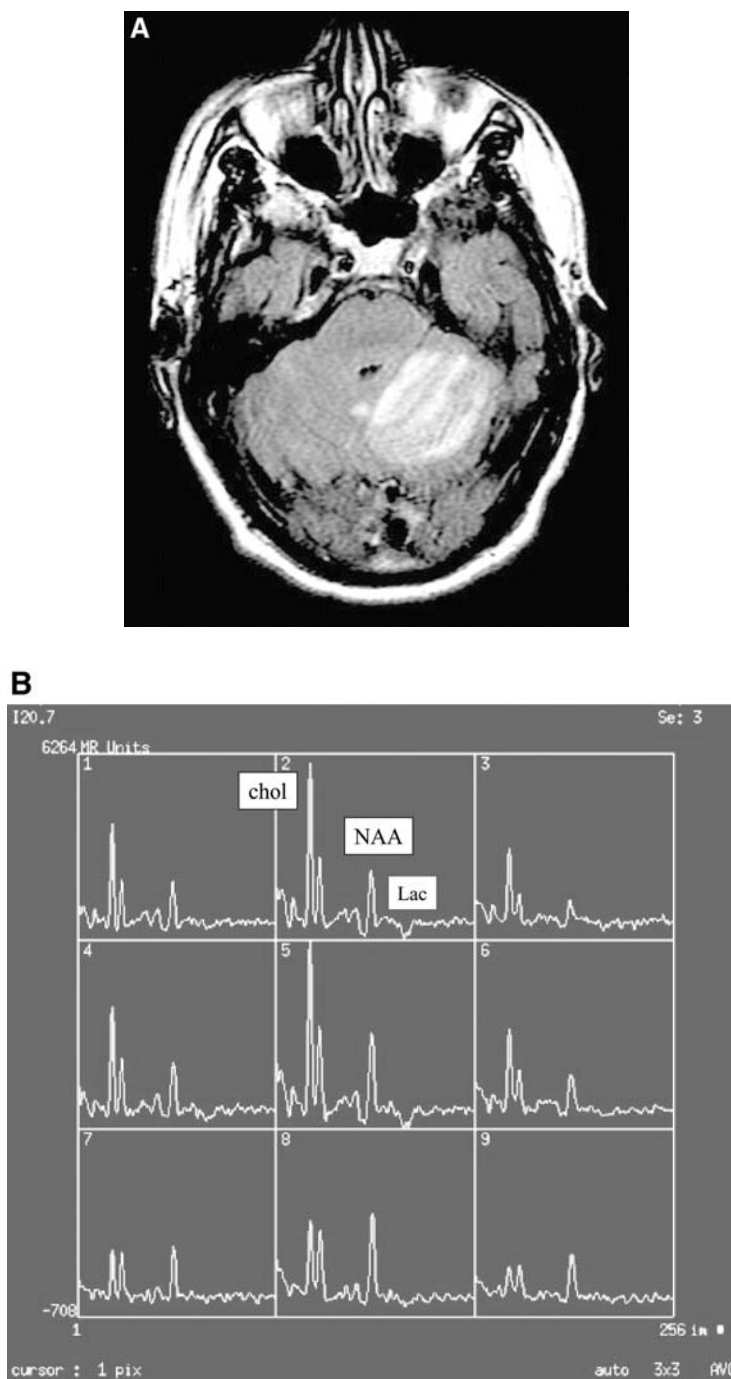 A
B
I20.7 Se: 3
6264 MR Units
1 2 3
chol
NAA
Lac
4 5 6
7 8 9
-708
1 256 im
cursor : 1 pix auto 3x3 AVG